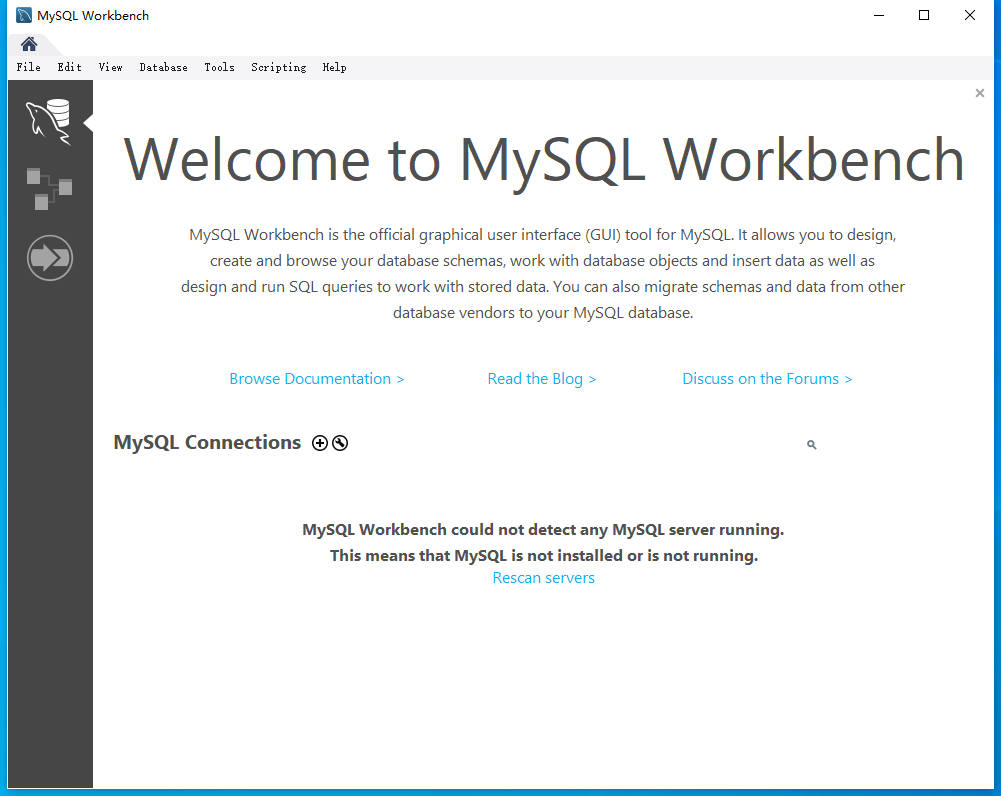 MySQL Workbench
File Edit View Database Tools Scripting Help
Welcome to MySQL Workbench
MySQL Workbench is the official graphical user interface (GUI) tool for MySQL. It allows you to design,
create and browse your database schemas, work with database objects and insert data as well as
design and run SQL queries to work with stored data. You can also migrate schemas and data from other
database vendors to your MySQL database.
Browse Documentation > Read the Blog > Discuss on the Forums >
MySQL Connections
MySQL Workbench could not detect any MySQL server running.
This means that MySQL is not installed or is not running.
Rescan servers